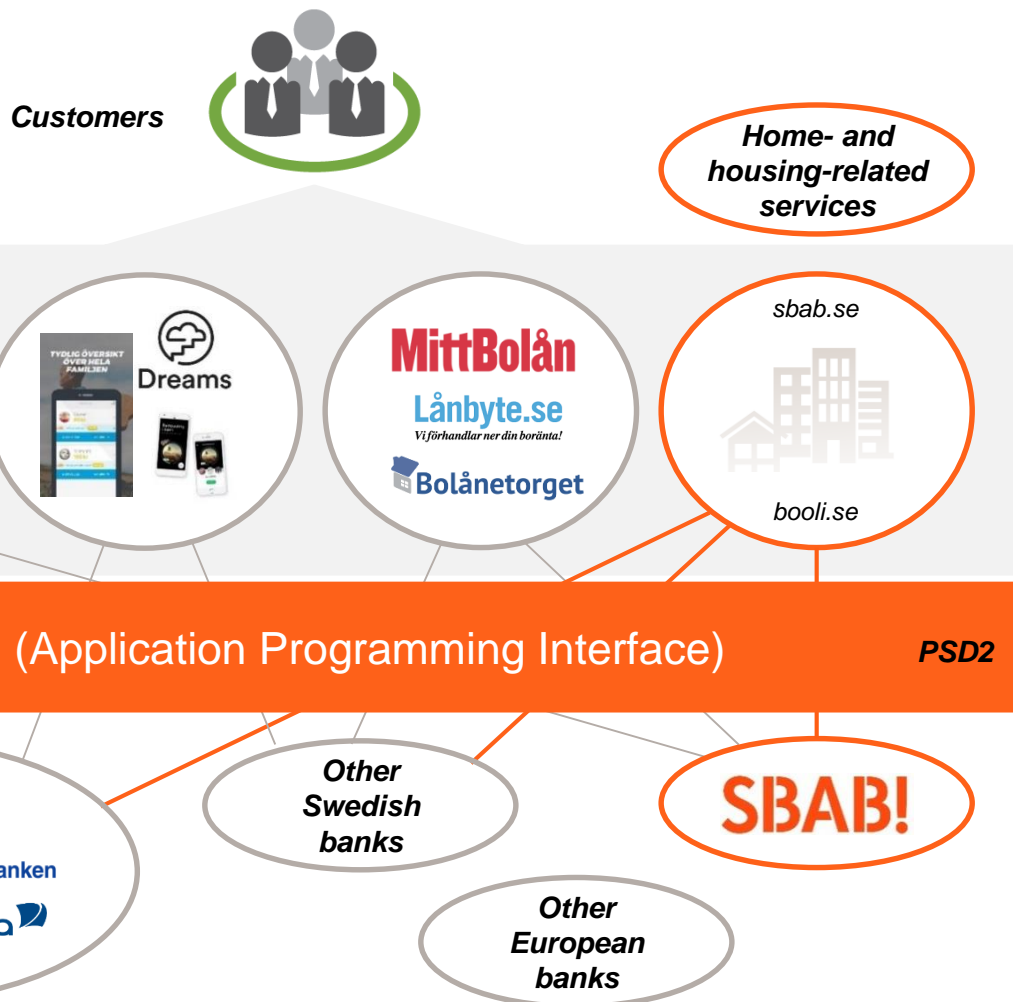 Customers
Home- and
housing-related
services
TYDLIG ÖVERSIKT
ÖVER HELA
FAMILJEN
Dreams
MittBolån
Lånbyte.se
Vi förhandlar ner din boränta!
Bolånetorget
sbab.se
booli.se
(Application Programming Interface)
PSD2
Other
Swedish
banks
SBAB!
anken
a
Other
European
banks